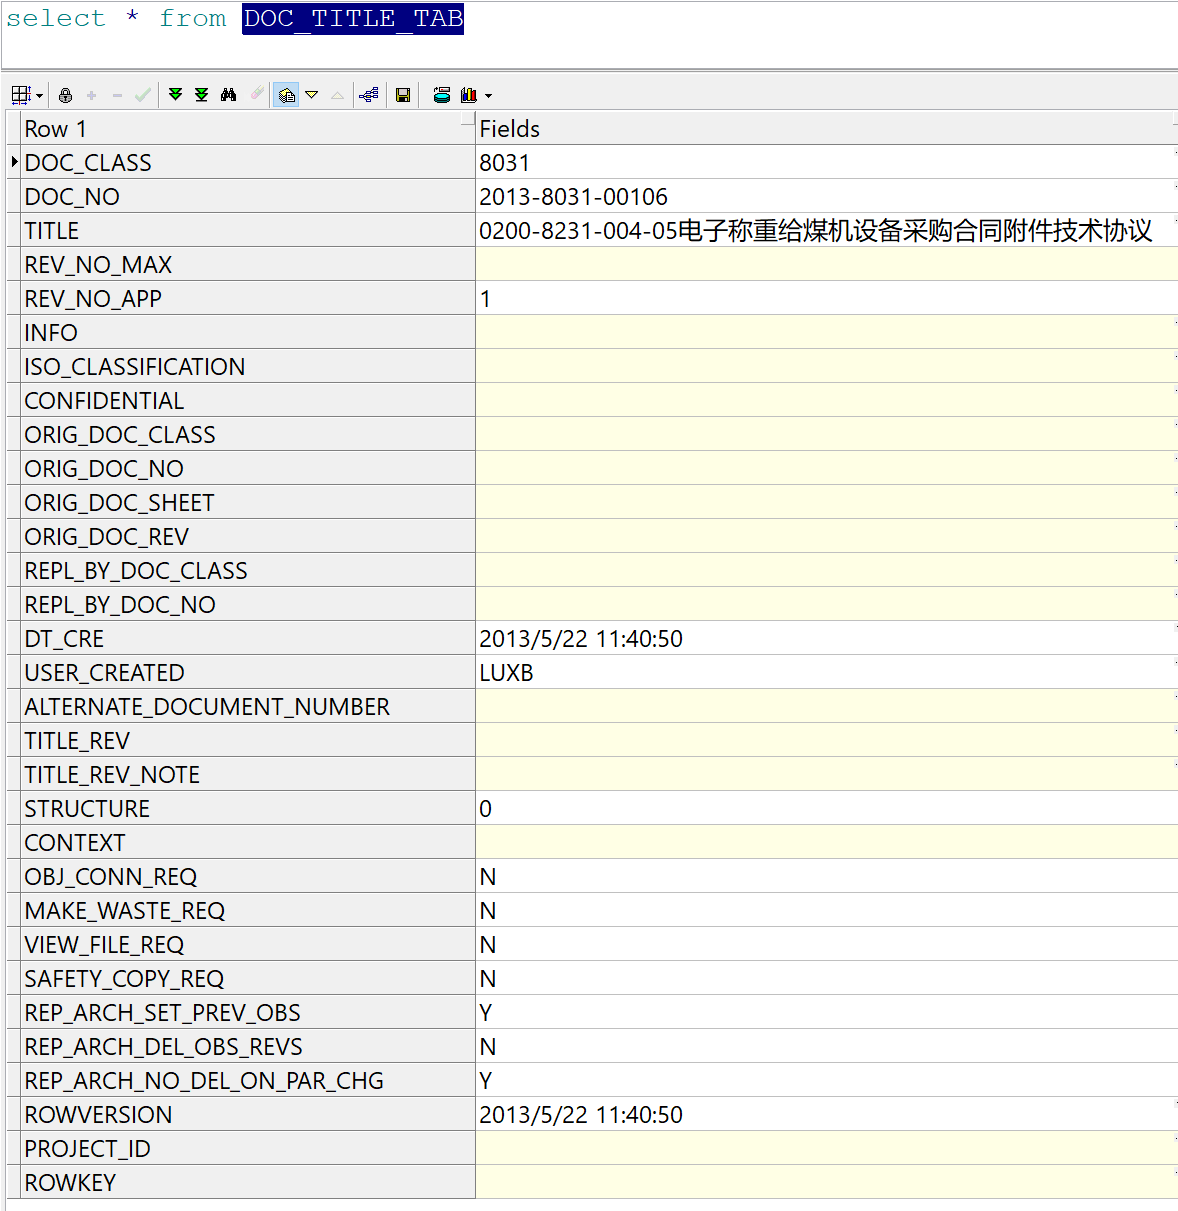 select * from DOC_TITLE_TAB
Row 1 Fields
DOC_CLASS 8031
DOC_NO 2013-8031-00106
TITLE 0200-8231-004-05电子称重给煤机设备采购合同附件技术协议
REV_NO_MAX
REV_NO_APP 1
INFO
ISO_CLASSIFICATION
CONFIDENTIAL
ORIG_DOC_CLASS
ORIG_DOC_NO
ORIG_DOC_SHEET
ORIG_DOC_REV
REPL_BY_DOC_CLASS
REPL_BY_DOC_NO
DT_CRE 2013/5/22 11:40:50
USER_CREATED LUXB
ALTERNATE_DOCUMENT_NUMBER
TITLE_REV
TITLE_REV_NOTE
STRUCTURE 0
CONTEXT
OBJ_CONN_REQ N
MAKE_WASTE_REQ N
VIEW_FILE_REQ N
SAFETY_COPY_REQ N
REP_ARCH_SET_PREV_OBS Y
REP_ARCH_DEL_OBS_REVS N
REP_ARCH_NO_DEL_ON_PAR_CHG Y
ROWVERSION 2013/5/22 11:40:50
PROJECT_ID
ROWKEY